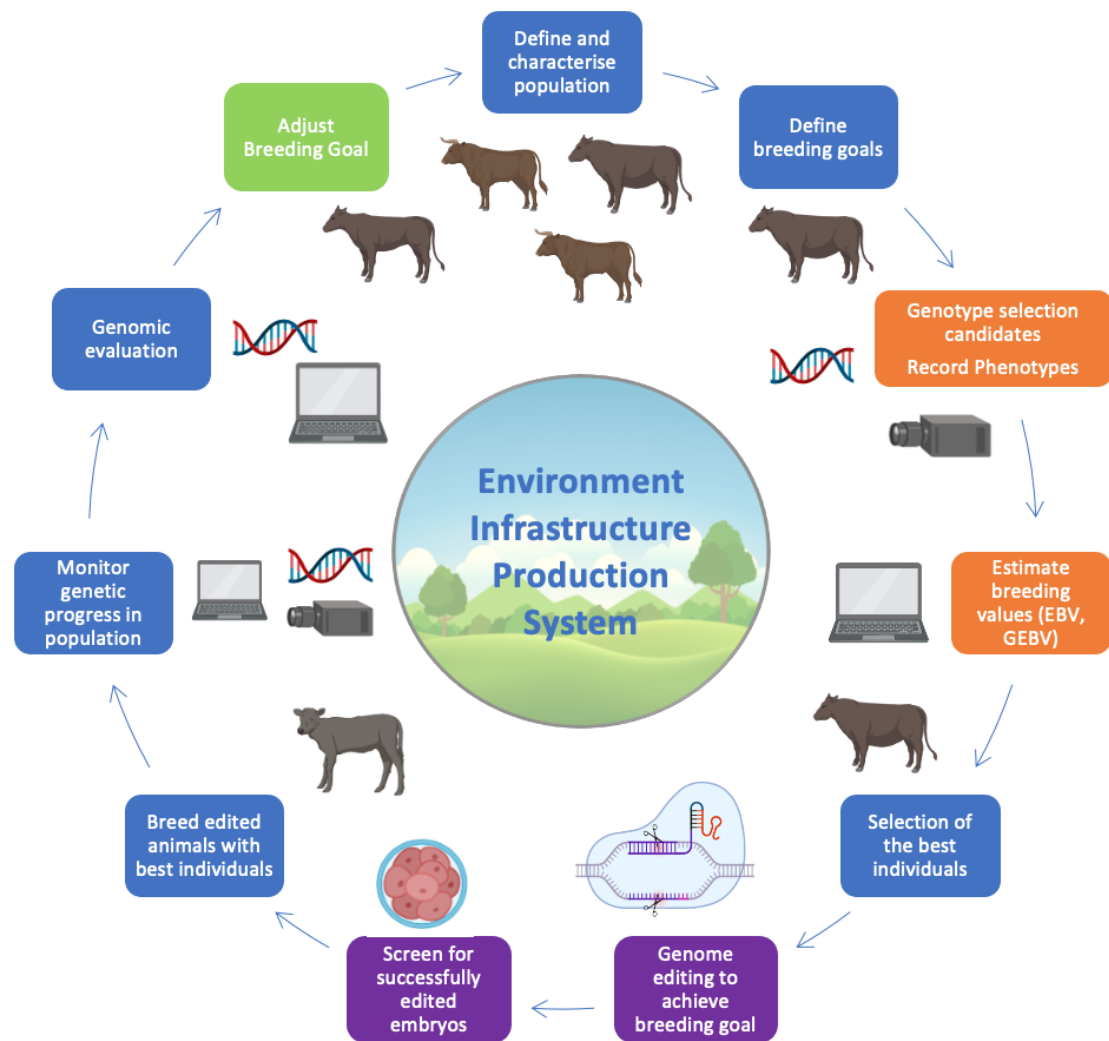 Define and
characterise
population
Define
breeding goals
Genotype selection
candidates
Record Phenotypes
Estimate
breeding
values (EBV,
GEBV)
Selection of
the best
individuals
Genome
editing to
achieve
breeding goal
Screen for
successfully
edited
embryos
Breed edited
animals with
best individuals
Monitor
genetic
progress in
population
Genomic
evaluation
Adjust
Breeding Goal
Environment
Infrastructure
Production
System